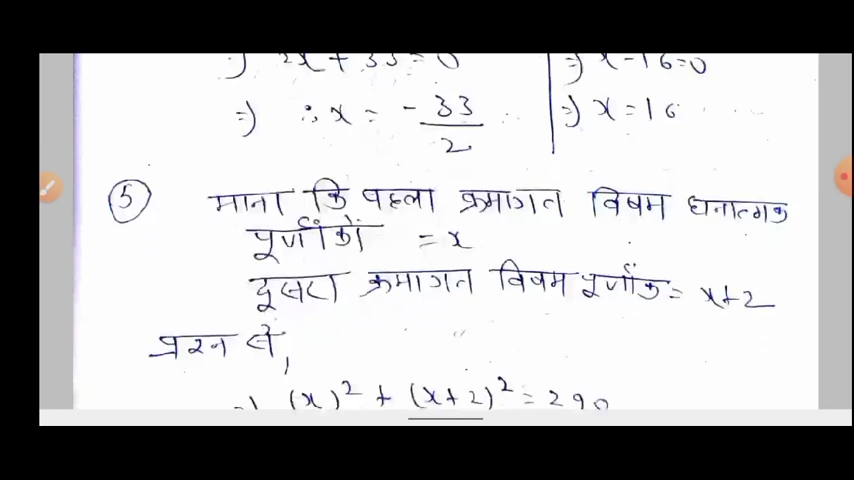 =) 2x + 33 = 0 =) x - 16 = 0
=) ∴ x = - 33/2 =) x = 16
(5) माना कि पहला क्रमागत विषम धनात्मक
पूर्णांकों = x
दूसरा क्रमागत विषम पूर्णांक = x+2
प्रश्न से,
=) (x)² + (x+2)² = 290